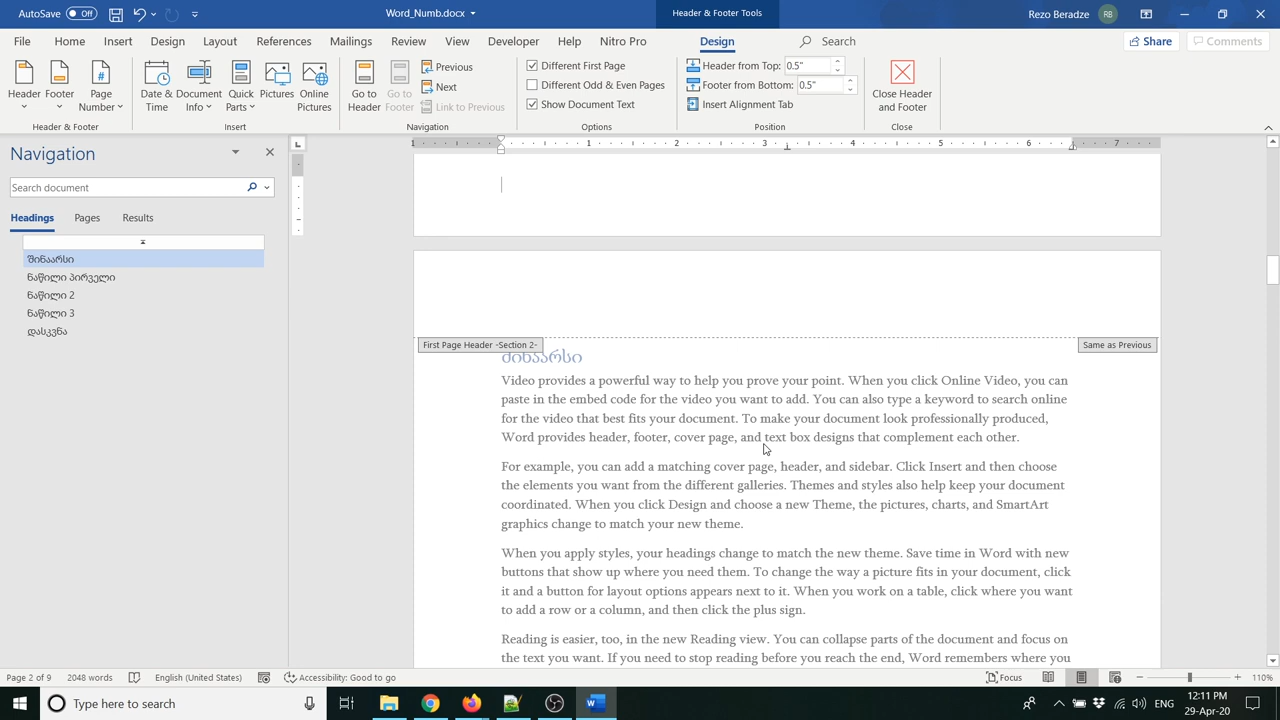 AutoSave Off Word_Numb.docx Header & Footer Tools Rezo Beradze RB
File Home Insert Design Layout References Mailings Review View Developer Help Nitro Pro Design Search Share Comments
Header Footer Page Number
Header & Footer
Date & Time Document Info Quick Parts Pictures Online Pictures
Insert
Go to Header Go to Footer Previous Next Link to Previous
Navigation
Different First Page
Different Odd & Even Pages
Show Document Text
Options
Header from Top: 0.5"
Footer from Bottom: 0.5"
Insert Alignment Tab
Position
Close Header and Footer
Close
1 1 2 3 4 5 6 7
Navigation
Search document
Headings Pages Results
შინაარსი
ნაწილი პირველი
ნაწილი 2
ნაწილი 3
დასკვნა
First Page Header -Section 2- Same as Previous
შინაარსი
Video provides a powerful way to help you prove your point. When you click Online Video, you can
paste in the embed code for the video you want to add. You can also type a keyword to search online
for the video that best fits your document. To make your document look professionally produced,
Word provides header, footer, cover page, and text box designs that complement each other.
For example, you can add a matching cover page, header, and sidebar. Click Insert and then choose
the elements you want from the different galleries. Themes and styles also help keep your document
coordinated. When you click Design and choose a new Theme, the pictures, charts, and SmartArt
graphics change to match your new theme.
When you apply styles, your headings change to match the new theme. Save time in Word with new
buttons that show up where you need them. To change the way a picture fits in your document, click
it and a button for layout options appears next to it. When you work on a table, click where you want
to add a row or a column, and then click the plus sign.
Reading is easier, too, in the new Reading view. You can collapse parts of the document and focus on
the text you want. If you need to stop reading before you reach the end, Word remembers where you
Page 2 of 9 2048 words English (United States) Accessibility: Good to go Focus 110%
Type here to search ENG 12:11 PM
29-Apr-20